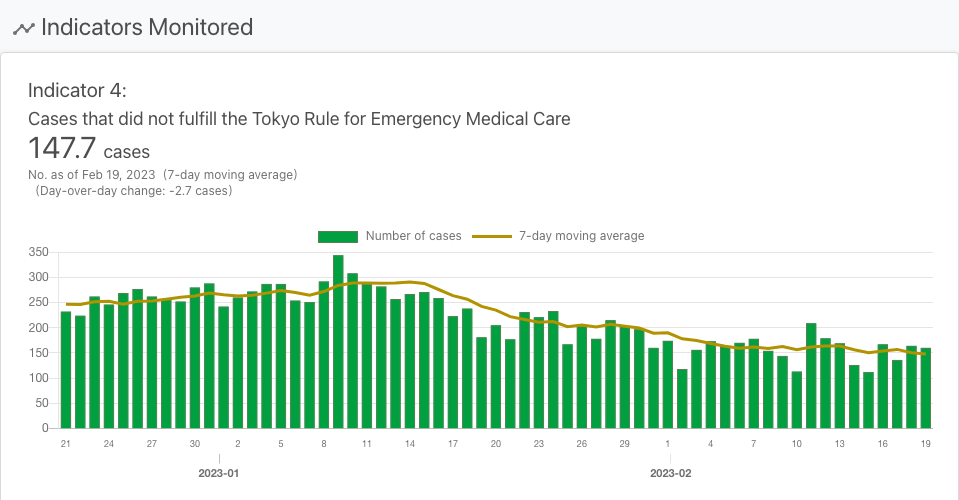 Indicators Monitored
Indicator 4:
Cases that did not fulfill the Tokyo Rule for Emergency Medical Care
147.7 cases
No. as of Feb 19, 2023 (7-day moving average)
(Day-over-day change: -2.7 cases)
Number of cases 7-day moving average
350
300
250
200
150
100
50
0
21 24 27 30 2 5 8 11 14 17 20 23 26 29 1 4 7 10 13 16 19
2023-01 2023-02